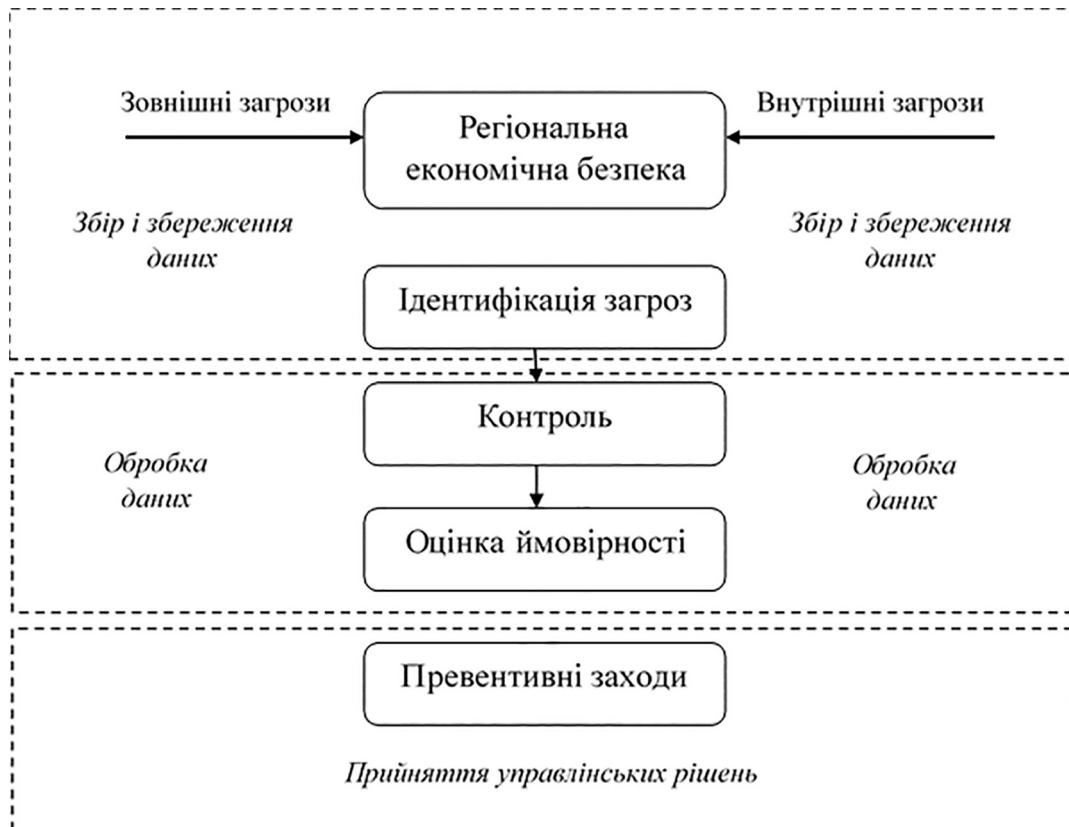 Зовнішні загрози
Регіональна
економічна безпека
Внутрішні загрози
Збір і збереження
даних
Збір і збереження
даних
Ідентифікація загроз
Контроль
Обробка
даних
Обробка
даних
Оцінка ймовірності
Превентивні заходи
Прийняття управлінських рішень